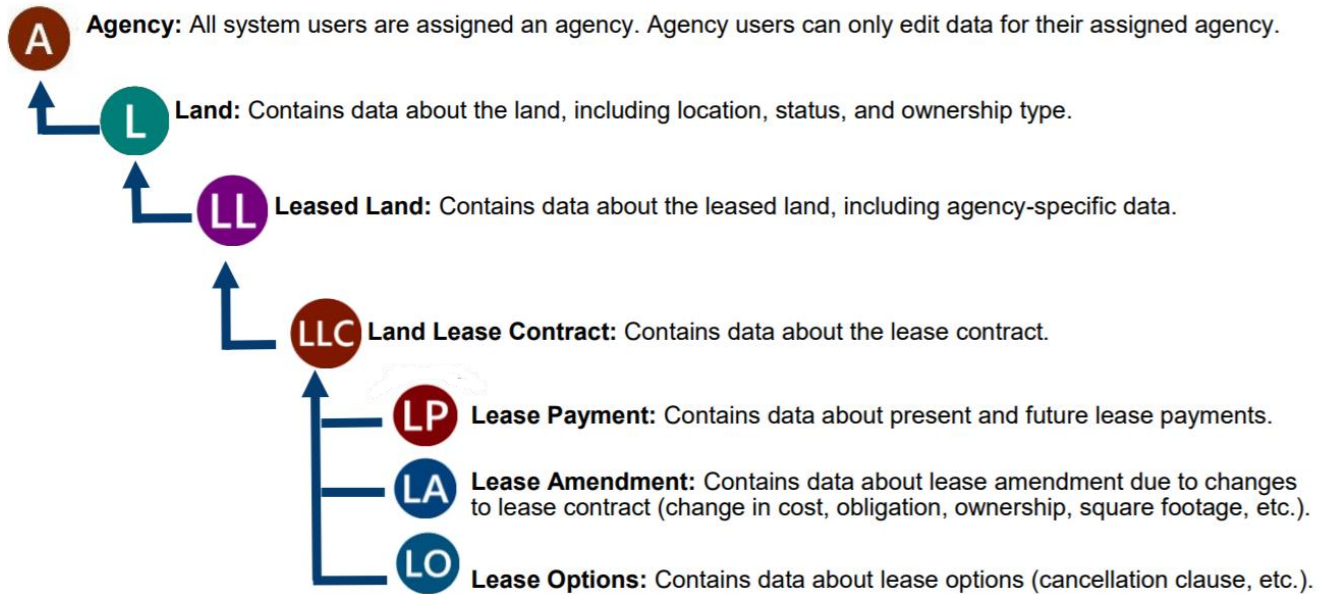 A Agency: All system users are assigned an agency. Agency users can only edit data for their assigned agency.
L Land: Contains data about the land, including location, status, and ownership type.
LL Leased Land: Contains data about the leased land, including agency-specific data.
LLC Land Lease Contract: Contains data about the lease contract.
LP Lease Payment: Contains data about present and future lease payments.
LA Lease Amendment: Contains data about lease amendment due to changes
to lease contract (change in cost, obligation, ownership, square footage, etc.).
LO Lease Options: Contains data about lease options (cancellation clause, etc.).